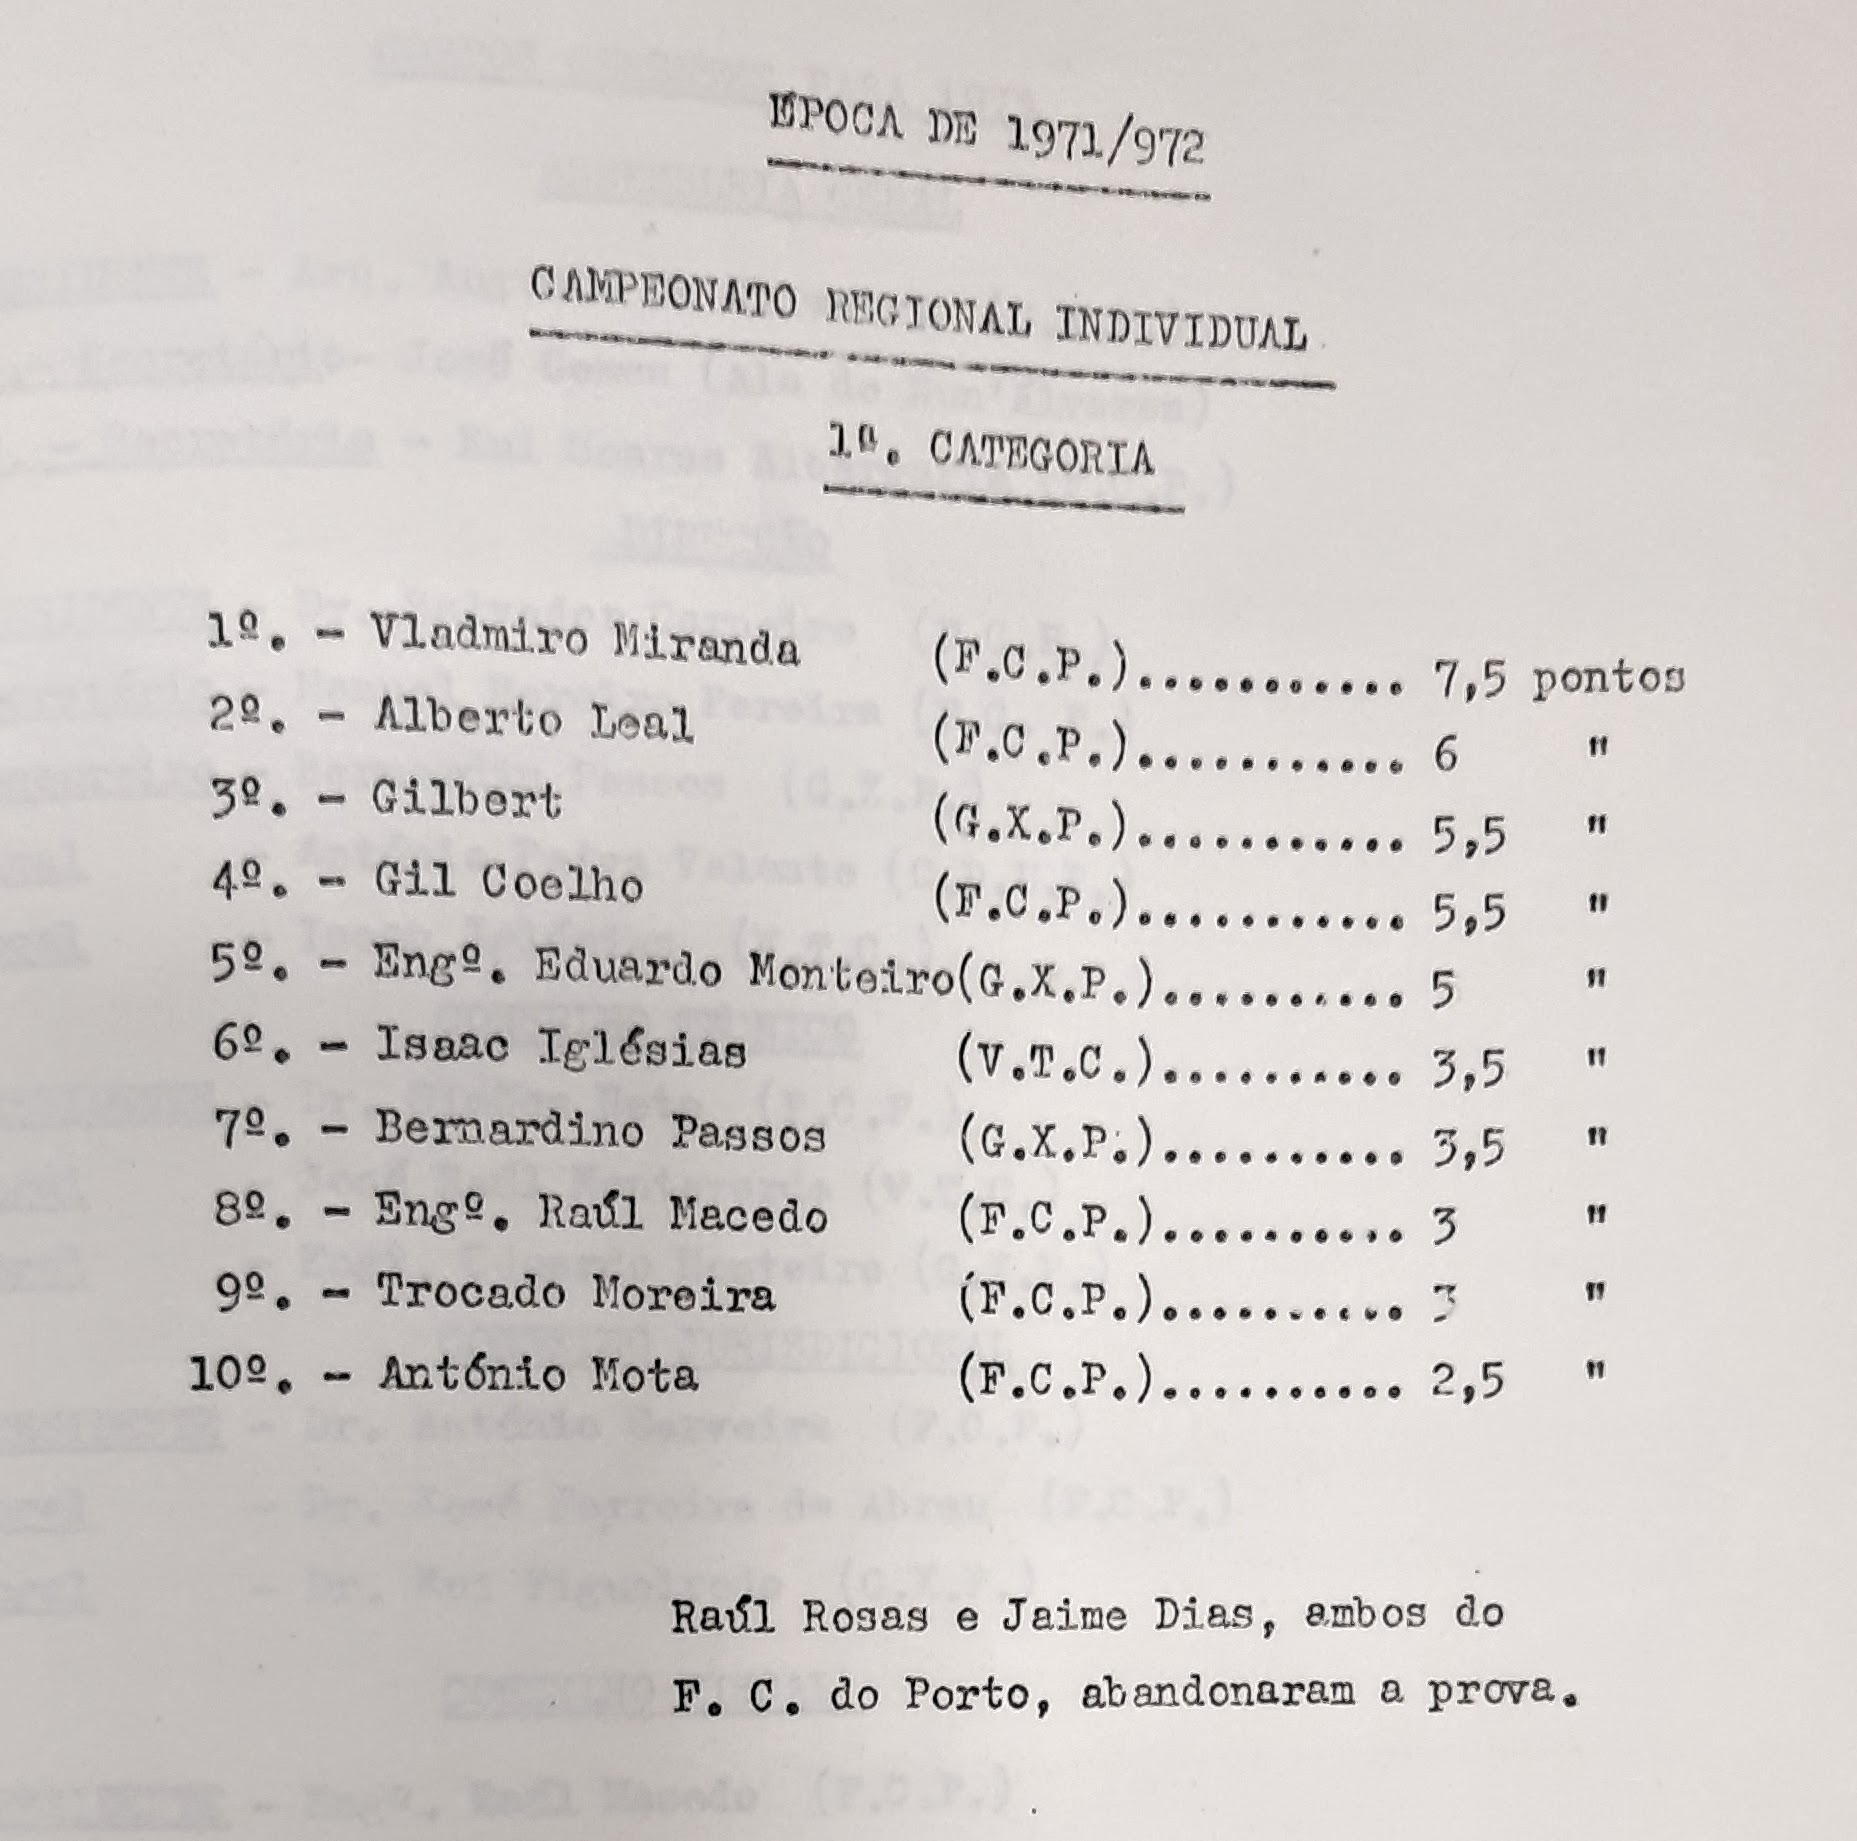 ÉPOCA DE 1971/972
CAMPEONATO REGIONAL INDIVIDUAL
1ª. CATEGORIA
1º. - Vladmiro Miranda (F.C.P.)........... 7,5 pontos
2º. - Alberto Leal (F.C.P.)........... 6 "
3º. - Gilbert (G.X.P.)........... 5,5 "
4º. - Gil Coelho (F.C.P.)........... 5,5 "
5º. - Engº. Eduardo Monteiro(G.X.P.).......... 5 "
6º. - Isaac Iglésias (V.T.C.).......... 3,5 "
7º. - Bernardino Passos (G.X.P.).......... 3,5 "
8º. - Engº. Raúl Macedo (F.C.P.).......... 3 "
9º. - Trocado Moreira (F.C.P.).......... 3 "
10º. - António Mota (F.C.P.).......... 2,5 "
Raúl Rosas e Jaime Dias, ambos do
F. C. do Porto, abandonaram a prova.